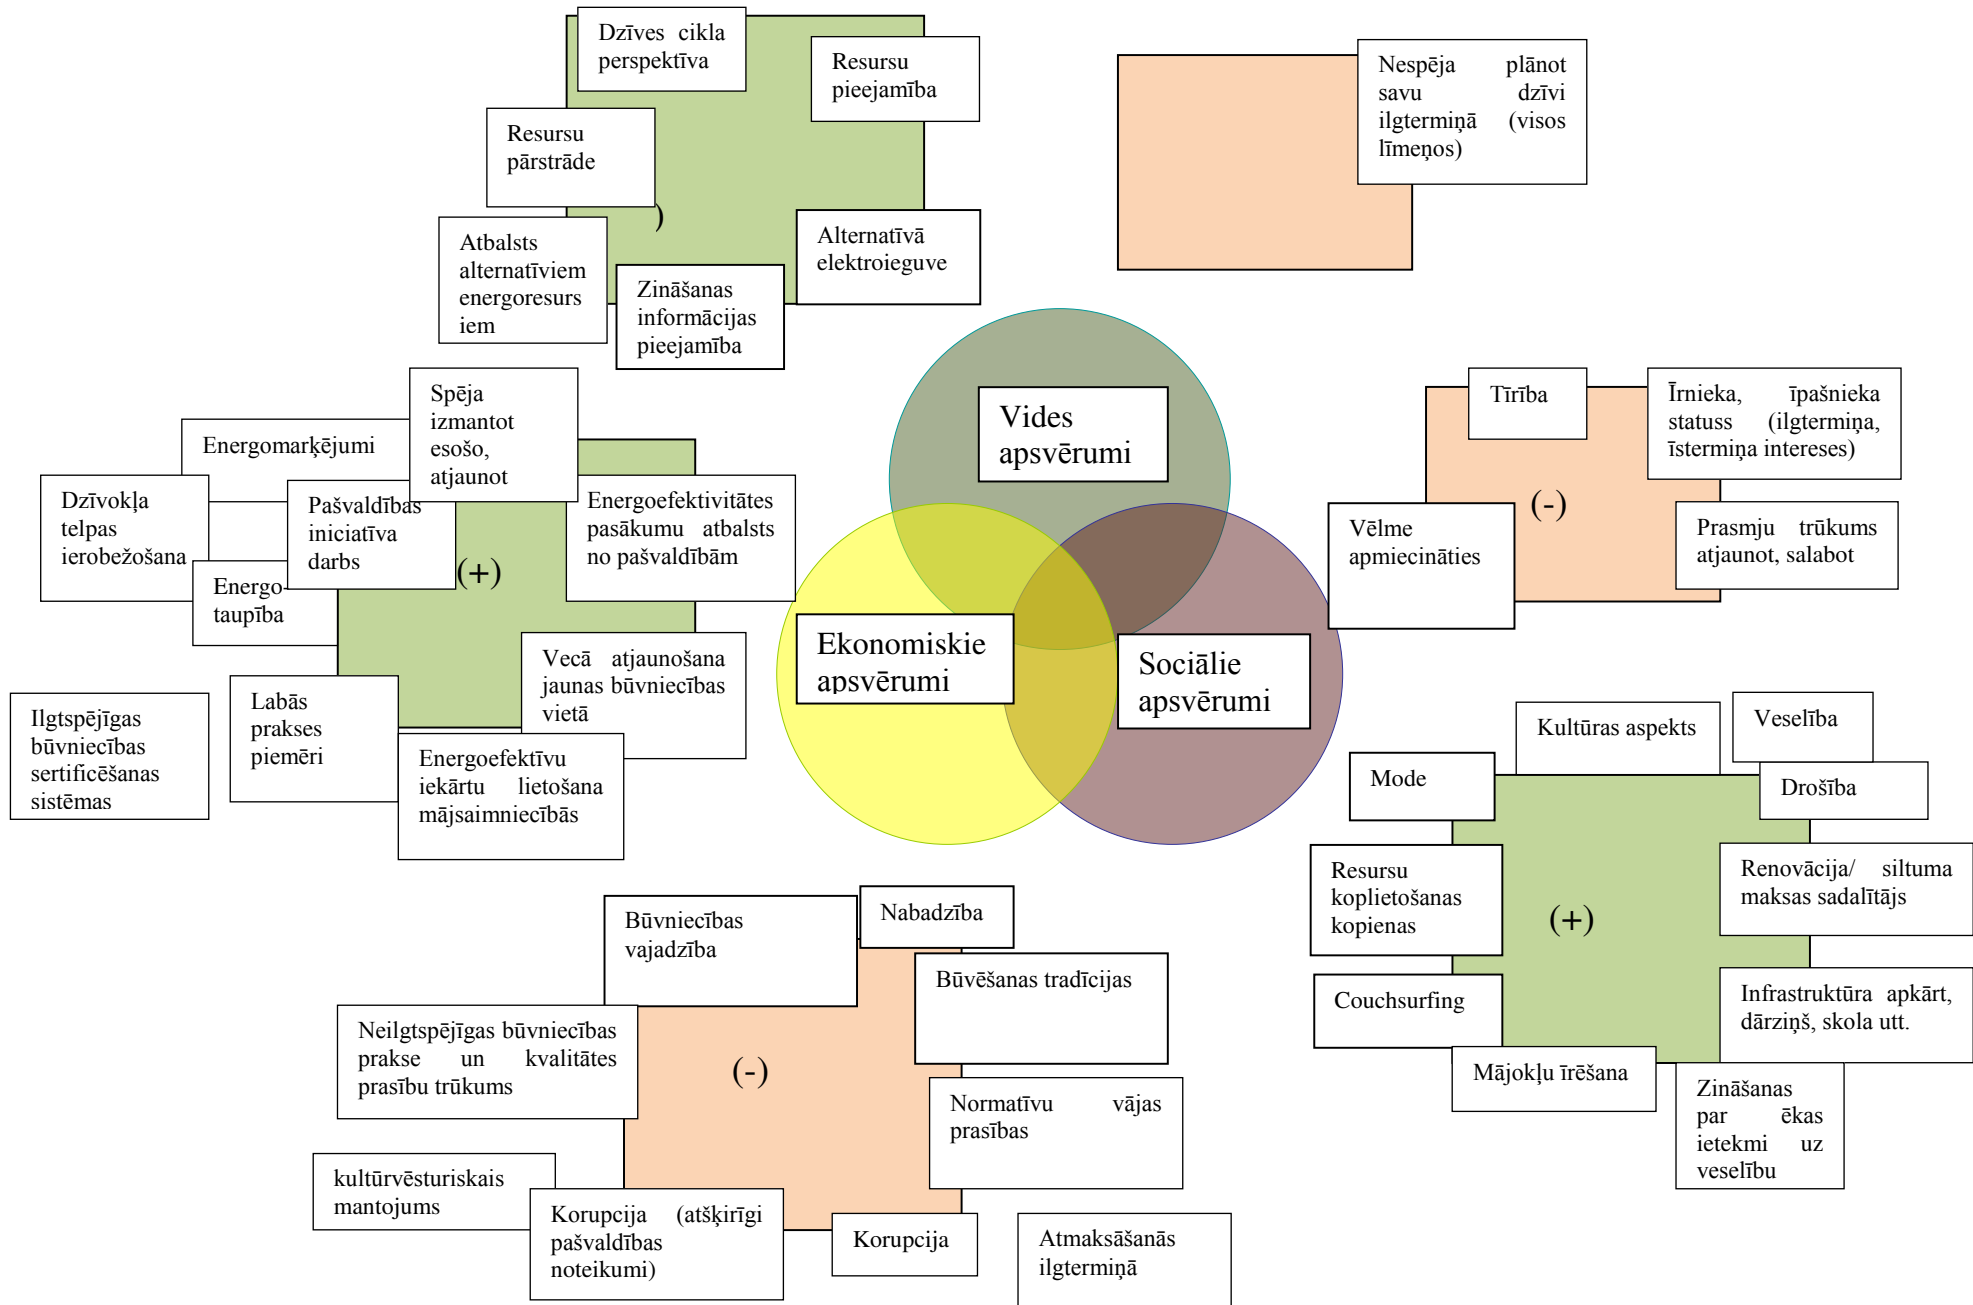 Dzīves cikla
perspektīva
Resursu
pieejamība
Resursu
pārstrāde
)
Atbalsts
alternatīviem
energoresurs
iem
Zināšanas
informācijas
pieejamība
Alternatīvā
elektroieguve
Nespēja plānot
savu dzīvi
ilgtermiņā (visos
līmeņos)
Vides
apsvērumi
Ekonomiskie
apsvērumi
Sociālie
apsvērumi
Spēja
izmantot
esošo,
atjaunot
Energomarķējumi
Dzīvokļa
telpas
ierobežošana
Pašvaldības
iniciatīva
darbs
Energo-
taupība
(+)
Energoefektivitātes
pasākumu atbalsts
no pašvaldībām
Vecā atjaunošana
jaunas būvniecības
vietā
Labās
prakses
piemēri
Ilgtspējīgas
būvniecības
sertificēšanas
sistēmas
Energoefektīvu
iekārtu lietošana
mājsaimniecībās
Tīrība
Īrnieka, īpašnieka
statuss (ilgtermiņa,
īstermiņa intereses)
(-)
Vēlme
apmiecināties
Prasmju trūkums
atjaunot, salabot
Kultūras aspekts
Veselība
Mode
Drošība
Resursu
koplietošanas
kopienas
(+)
Renovācija/ siltuma
maksas sadalītājs
Couchsurfing
Infrastruktūra apkārt,
dārziņš, skola utt.
Mājokļu īrēšana
Zināšanas
par ēkas
ietekmi uz
veselību
Būvniecības
vajadzība
Nabadzība
Būvēšanas tradīcijas
Neilgtspējīgas būvniecības
prakse un kvalitātes
prasību trūkums
(-)
Normatīvu vājas
prasības
kultūrvēsturiskais
mantojums
Korupcija (atšķirīgi
pašvaldības
noteikumi)
Korupcija
Atmaksāšanās
ilgtermiņā